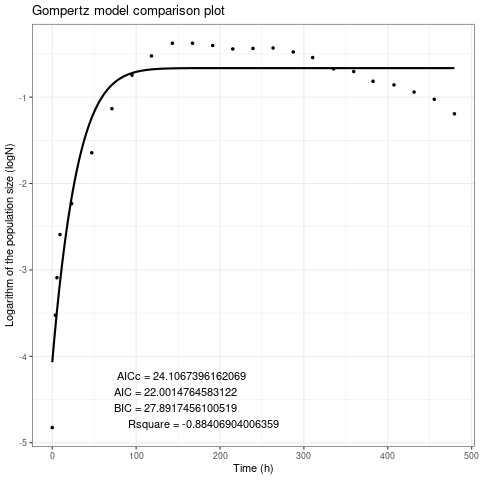 Gompertz model comparison plot
Logarithm of the population size (logN)
-1
-2
-3
-4
-5
AICc = 24.1067396162069
AIC = 22.0014764583122
BIC = 27.8917456100519
Rsquare = -0.88406904006359
0 100 200 300 400 500
Time (h)